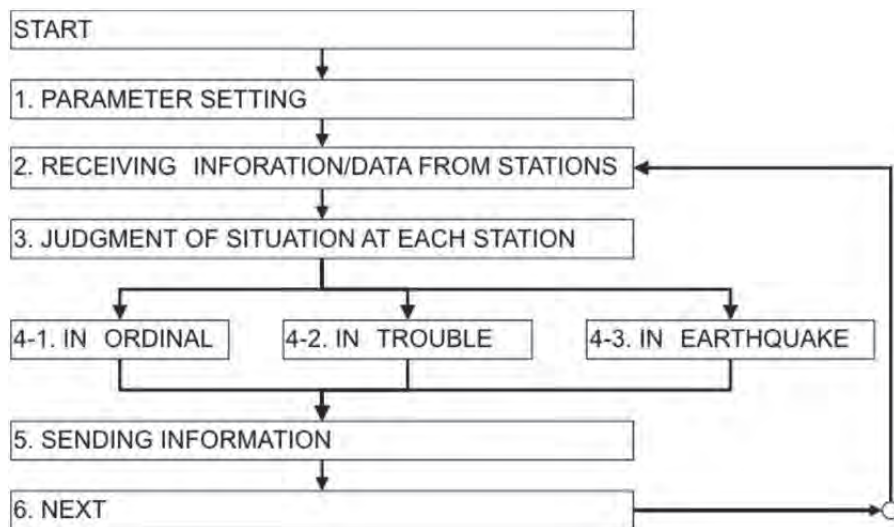 START
1. PARAMETER SETTING
2. RECEIVING INFORATION/DATA FROM STATIONS
3. JUDGMENT OF SITUATION AT EACH STATION
4-1. IN ORDINAL
4-2. IN TROUBLE
4-3. IN EARTHQUAKE
5. SENDING INFORMATION
6. NEXT